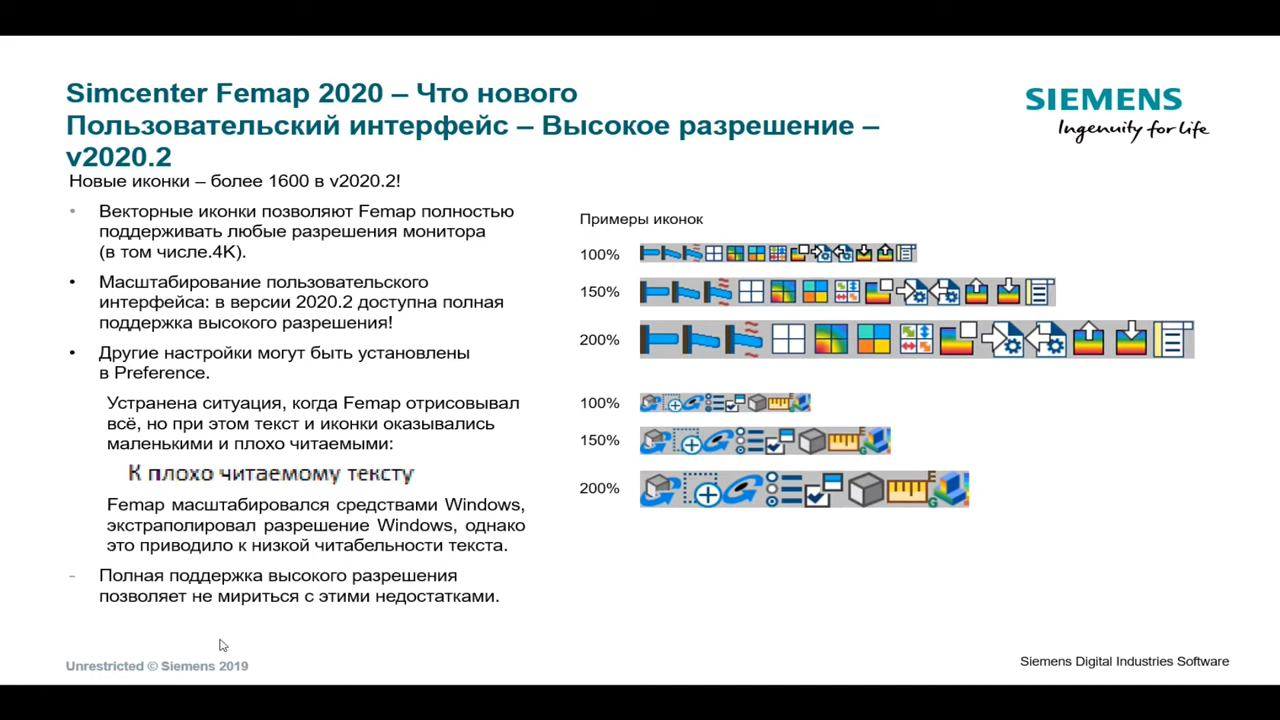 Simcenter Femap 2020 – Что нового
Пользовательский интерфейс – Высокое разрешение –
v2020.2
SIEMENS
Ingenuity for life
Новые иконки – более 1600 в v2020.2!
• Векторные иконки позволяют Femap полностью
поддерживать любые разрешения монитора
(в том числе.4K).
• Масштабирование пользовательского
интерфейса: в версии 2020.2 доступна полная
поддержка высокого разрешения!
• Другие настройки могут быть установлены
в Preference.
Устранена ситуация, когда Femap отрисовывал
всё, но при этом текст и иконки оказывались
маленькими и плохо читаемыми:
К плохо читаемому тексту
Femap масштабировался средствами Windows,
экстраполировал разрешение Windows, однако
это приводило к низкой читабельности текста.
- Полная поддержка высокого разрешения
позволяет не мириться с этими недостатками.
Примеры иконок
100%
150%
200%
100%
150%
200%
Unrestricted © Siemens 2019
Siemens Digital Industries Software